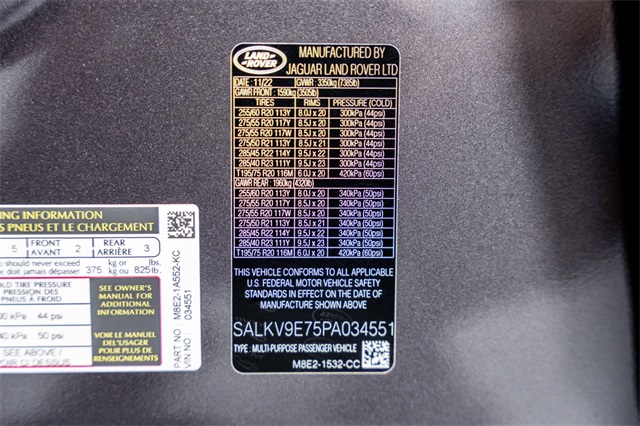 LAND
ROVER
MANUFACTURED BY
JAGUAR LAND ROVER LTD
DATE : 11/22 GVWR : 3350kg (7385lb)
GAWR FRONT : 1590kg (3505lb)
TIRES RIMS PRESSURE (COLD)
255/60 R20 113Y 8.0J x 20 300kPa (44psi)
275/55 R20 117Y 8.0J x 20 300kPa (44psi)
275/55 R20 117W 8.0J x 20 300kPa (44psi)
275/50 R21 113Y 9.5J x 21 300kPa (44psi)
285/45 R22 114Y 9.5J x 22 300kPa (44psi)
285/40 R23 111Y 9.5J x 23 300kPa (44psi)
T195/75 R20 116M 6.0J x 20 420kPa (60psi)
GAWR REAR : 1960kg (4320lb)
255/60 R20 113Y 8.0J x 20 340kPa (50psi)
275/55 R20 117Y 8.0J x 20 340kPa (50psi)
275/55 R20 117W 8.0J x 20 340kPa (50psi)
275/50 R21 113Y 9.5J x 21 340kPa (50psi)
285/45 R22 114Y 9.5J x 22 340kPa (50psi)
285/40 R23 111Y 9.5J x 23 340kPa (50psi)
T195/75 R20 116M 6.0J x 20 420kPa (60psi)
THIS VEHICLE CONFORMS TO ALL APPLICABLE
U.S. FEDERAL MOTOR VEHICLE SAFETY
STANDARDS IN EFFECT ON THE DATE OF
MANUFACTURE SHOWN ABOVE
SALKV9E75PA034551
TYPE : MULTI-PURPOSE PASSENGER VEHICLE
M8E2-1532-CC
ING INFORMATION
S PNEUS ET LE CHARGEMENT
5 FRONT AVANT 2 REAR ARRIÈRE 3
should never exceed 375 kg or 825 lb.
doit jamais dépasser kg ou lb.
TIRE PRESSURE
PRESSION DES
PNEUS A FROID
kPa 44 psi
kPa 50 psi
SEE ABOVE /
DESSUS
SEE OWNER'S
MANUAL FOR
ADDITIONAL
INFORMATION
VOIR LE MANUEL
DEL'USAGER
POUR PLUS DE
RENSEIGNEMENTS
PART NO M8E2-1A552-KC
VIN NO 034551